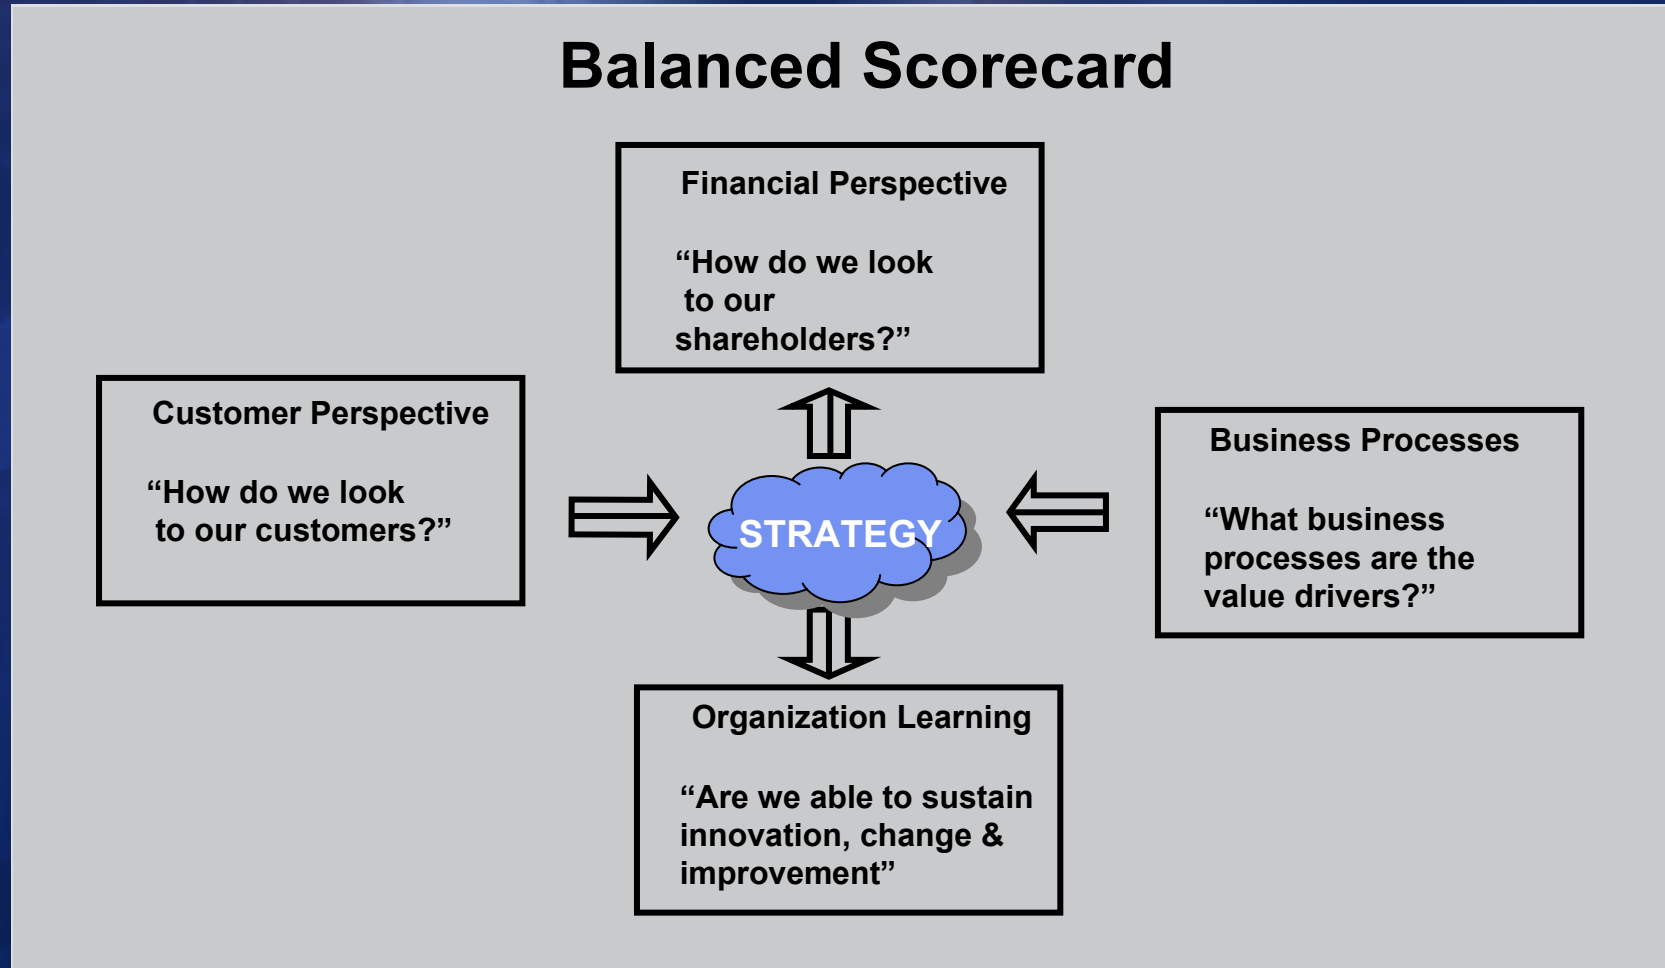 Balanced Scorecard
Financial Perspective
“How do we look
to our
shareholders?”
Customer Perspective
“How do we look
to our customers?”
STRATEGY
Business Processes
“What business
processes are the
value drivers?”
Organization Learning
“Are we able to sustain
innovation, change &
improvement”